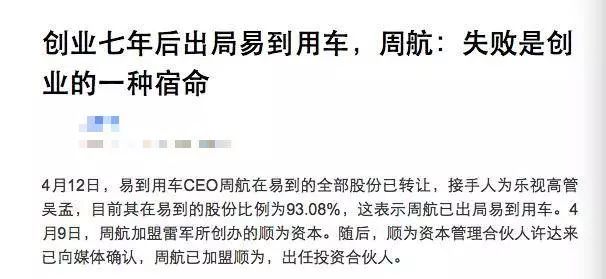 创业七年后出局易到用车，周航：失败是创
业的一种宿命
4月12日，易到用车CEO周航在易到的全部股份已转让，接手人为乐视高管
吴孟，目前其在易到的股份比例为93.08%，这表示周航已出局易到用车。4
月9日，周航加盟雷军所创办的顺为资本。随后，顺为资本管理合伙人许达来
已向媒体确认，周航已加盟顺为，出任投资合伙人。